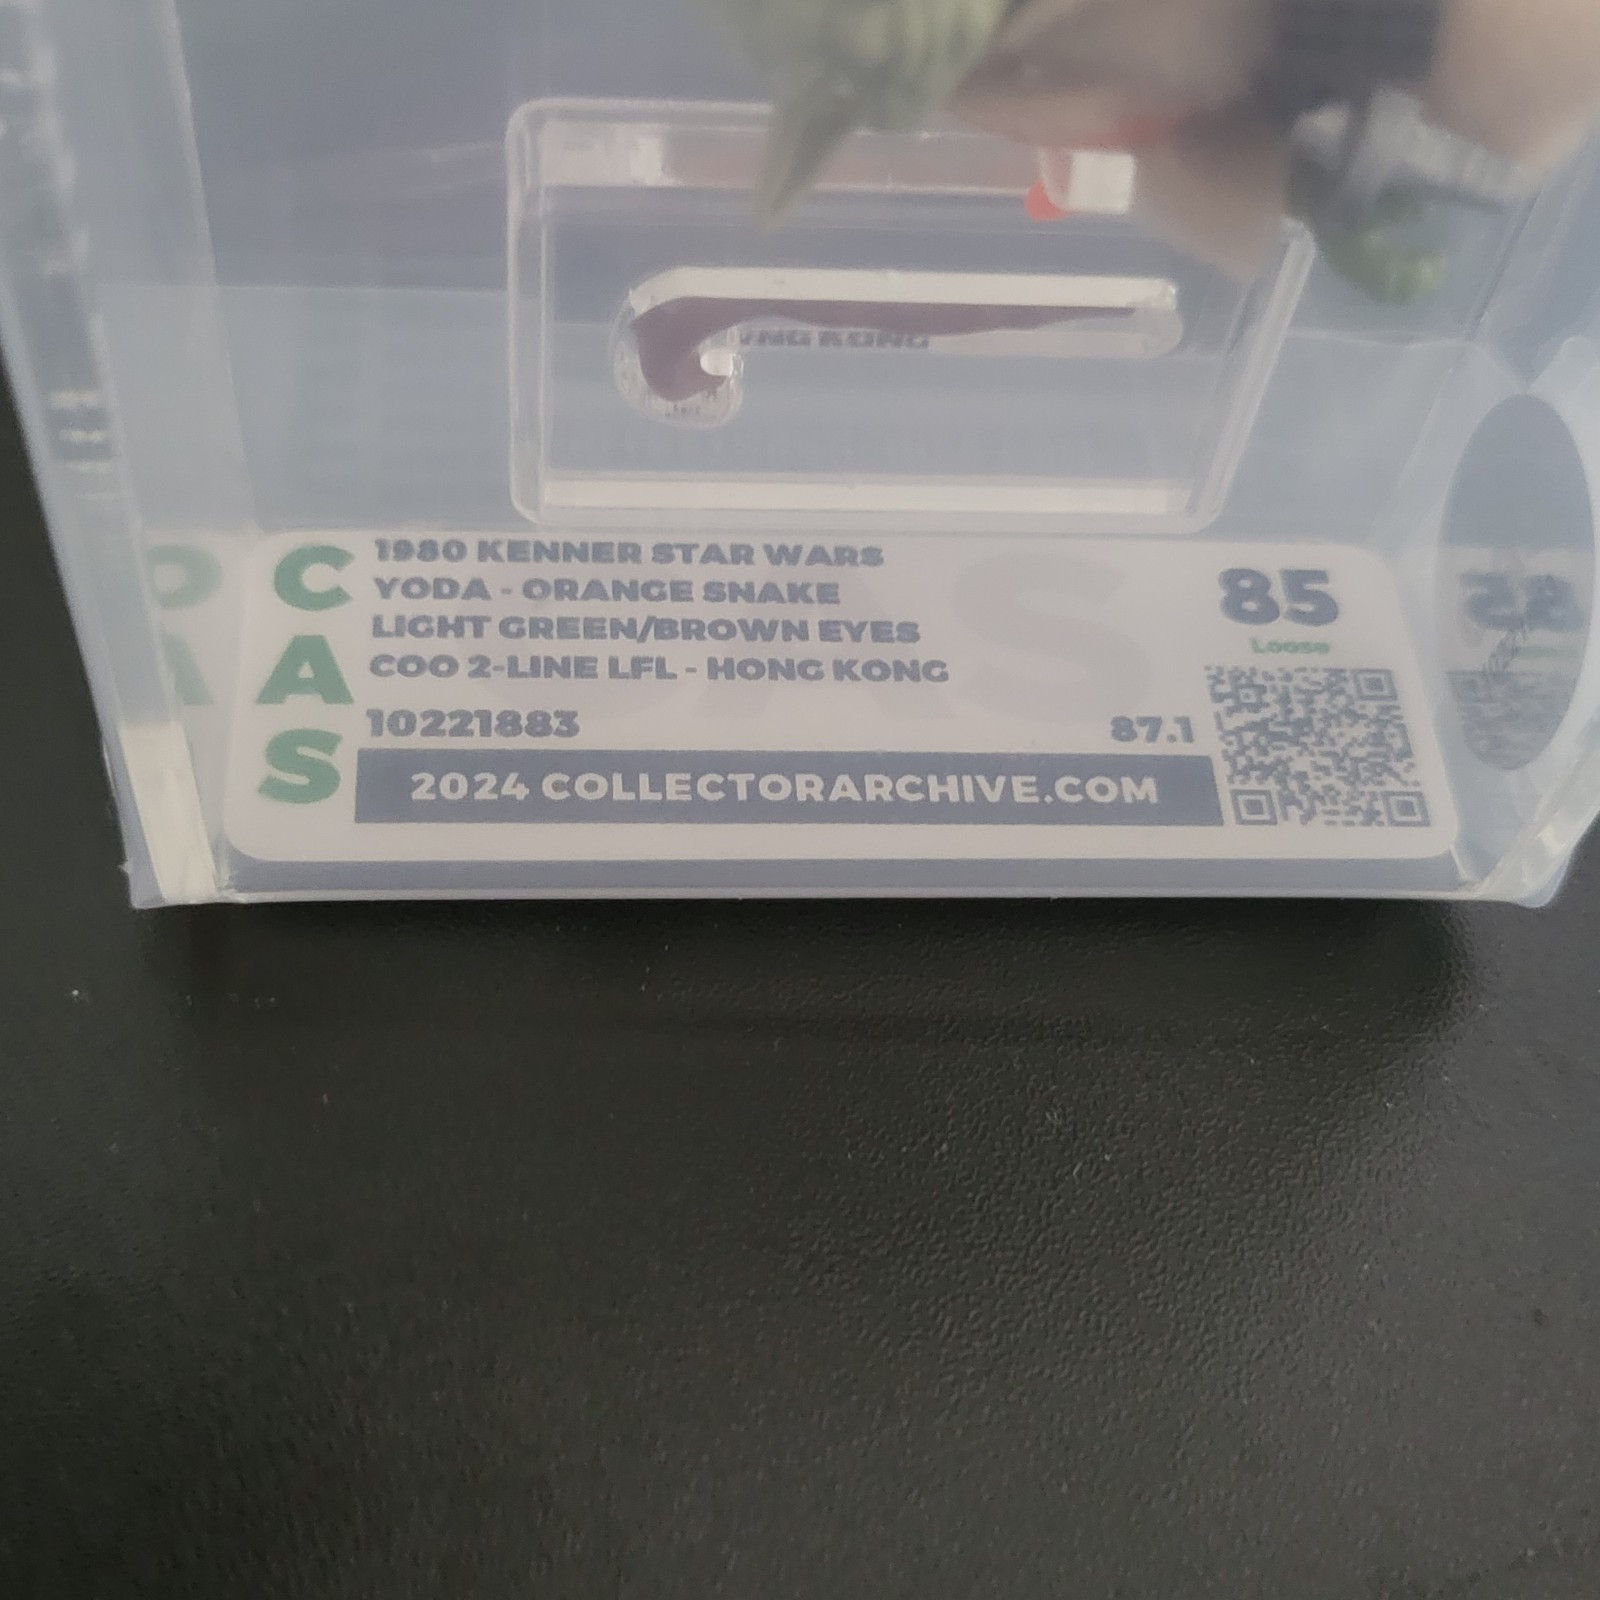 CAS
1980 KENNER STAR WARS
YODA - ORANGE SNAKE
LIGHT GREEN/BROWN EYES
COO 2-LINE LFL - HONG KONG
10221883
87.1
2024 COLLECTORARCHIVE.COM
85
Loose